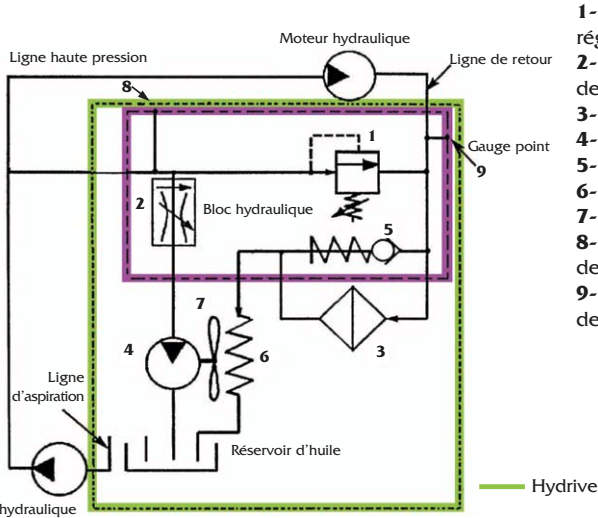 Moteur hydraulique
Ligne haute pression
Ligne de retour
8
1
Gauge point
9
2
Bloc hydraulique
5
7
4
6
3
Ligne
d'aspiration
Réservoir d'huile
hydraulique
Hydrive
1-
rég
2-
de
3-
4-
5-
6-
7-
8-
de
9-
de